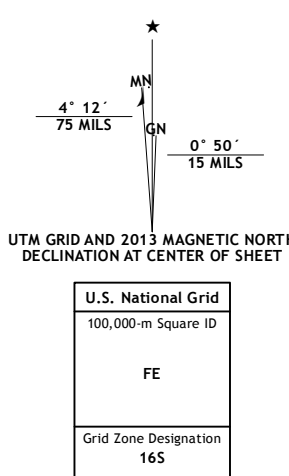 ★
MN
GN
4° 12´
75 MILS
0° 50´
15 MILS
UTM GRID AND 2013 MAGNETIC NORTH
DECLINATION AT CENTER OF SHEET
U.S. National Grid
100,000-m Square ID
FE
Grid Zone Designation
16S